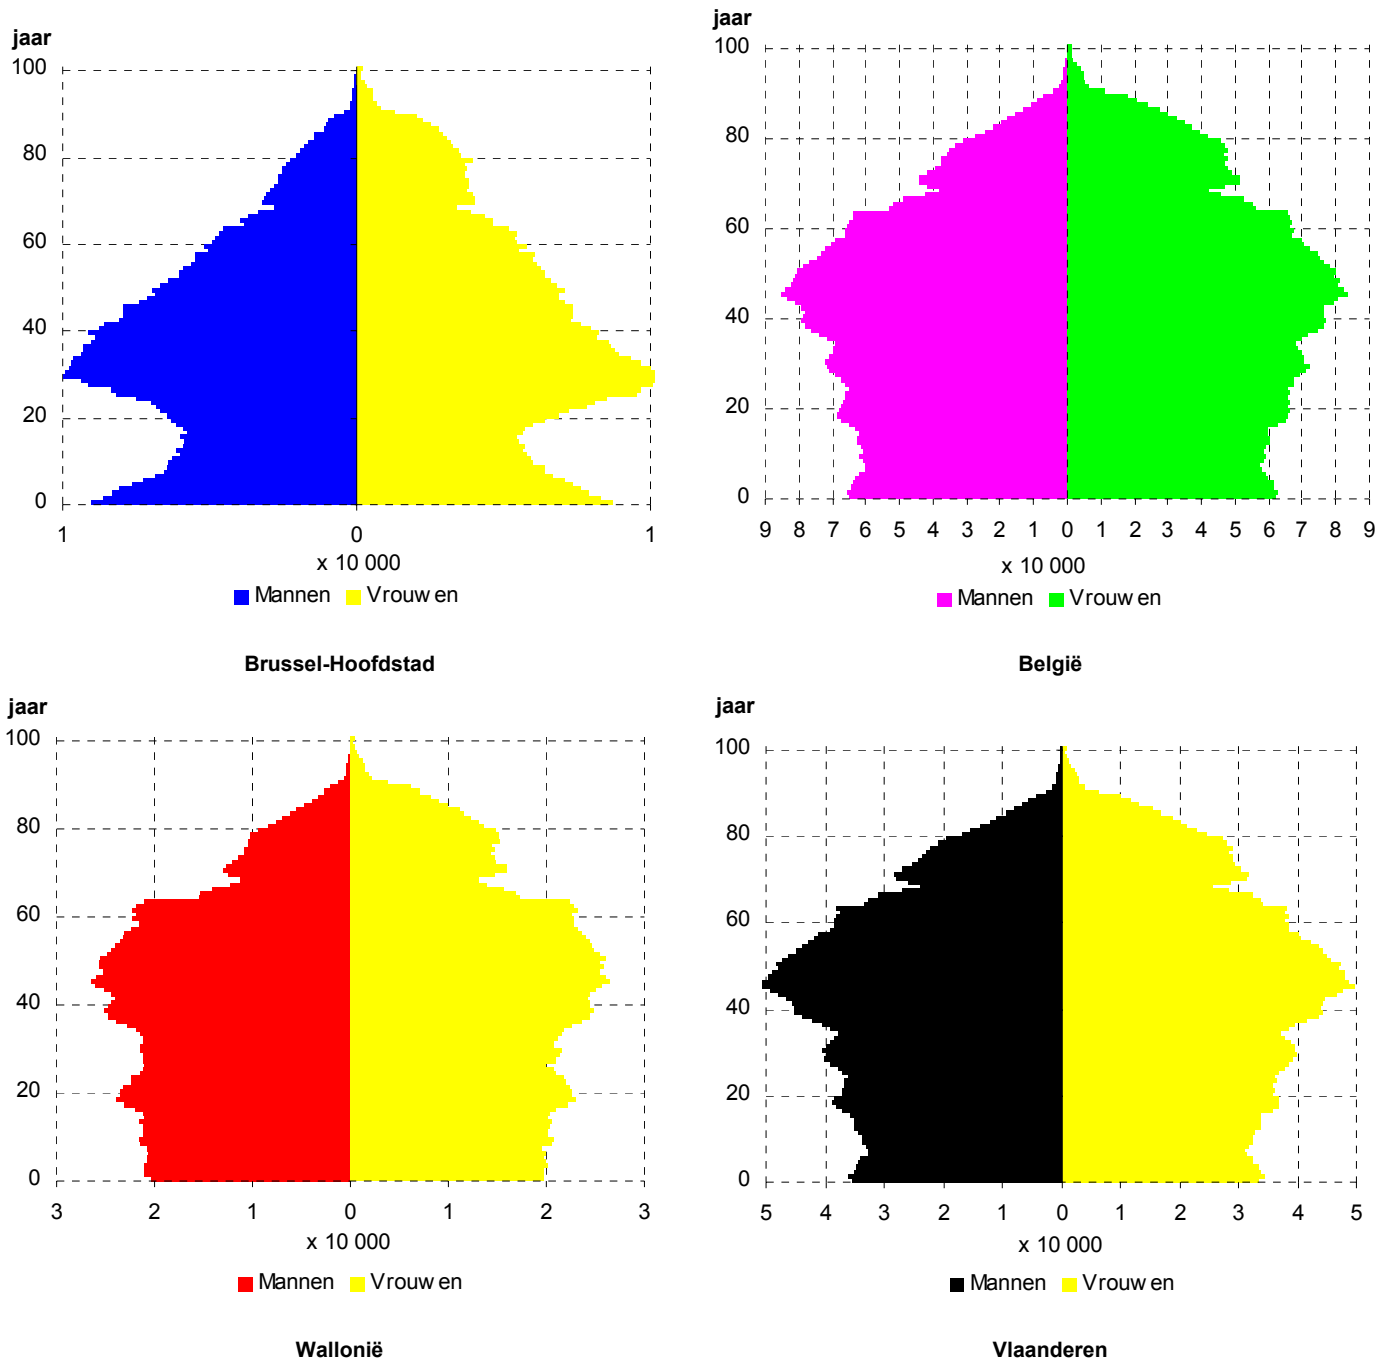 jaar
100
80
60
40
20
0
1 0 1
x 10 000
Mannen Vrouw en
Brussel-Hoofdstad
jaar
100
80
60
40
20
0
9 8 7 6 5 4 3 2 1 0 1 2 3 4 5 6 7 8 9
x 10 000
Mannen Vrouw en
België
jaar
100
80
60
40
20
0
3 2 1 0 1 2 3
x 10 000
Mannen Vrouw en
Wallonië
jaar
100
80
60
40
20
0
5 4 3 2 1 0 1 2 3 4 5
x 10 000
Mannen Vrouw en
Vlaanderen